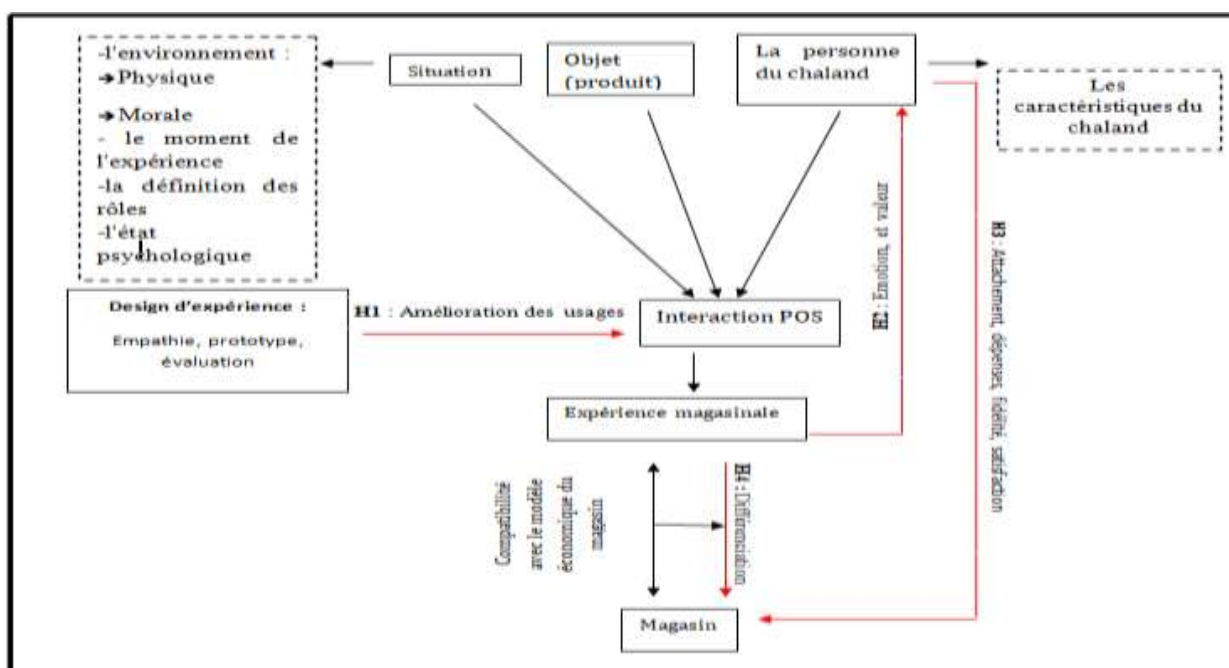 -l'environnement :
➔Physique
➔Morale
- le moment de
l'expérience
-la définition des
rôles
-l'état
psychologique
Situation
Objet
(produit)
La personne
du chaland
Les
caractéristiques du
chaland
Design d'expérience :
Empathie, prototype,
évaluation
H1 : Amélioration des usages
Interaction POS
H2 : Emotion, et valeur
H3 : Attachement, dépenses, fidélité, satisfaction
Expérience magasinale
Compatibilité
avec le modèle
économique du
magasin
H4 : Différenciation
Magasin